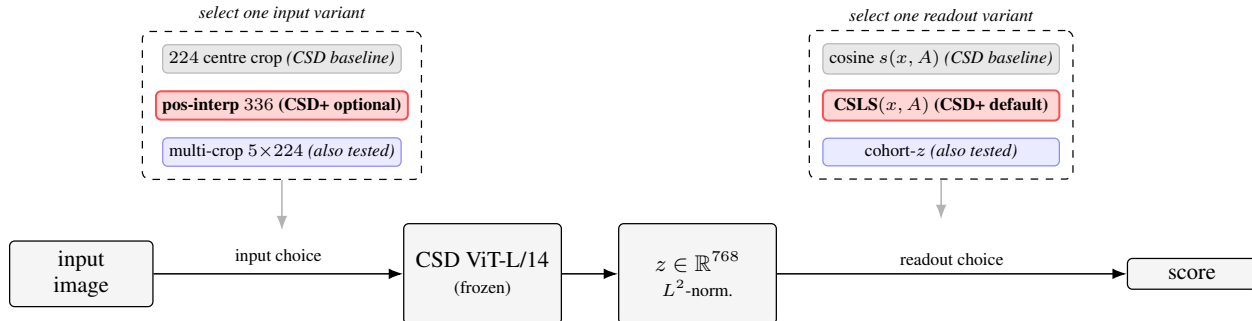 select one input variant
224 centre crop (CSD baseline)
pos-interp 336 (CSD+ optional)
multi-crop 5×224 (also tested)
select one readout variant
cosine s(x, A) (CSD baseline)
CSLS(x, A) (CSD+ default)
cohort-z (also tested)
input
image
input choice
CSD ViT-L/14
(frozen)
z ∈ ℝ⁷⁶⁸
L²-norm.
readout choice
score